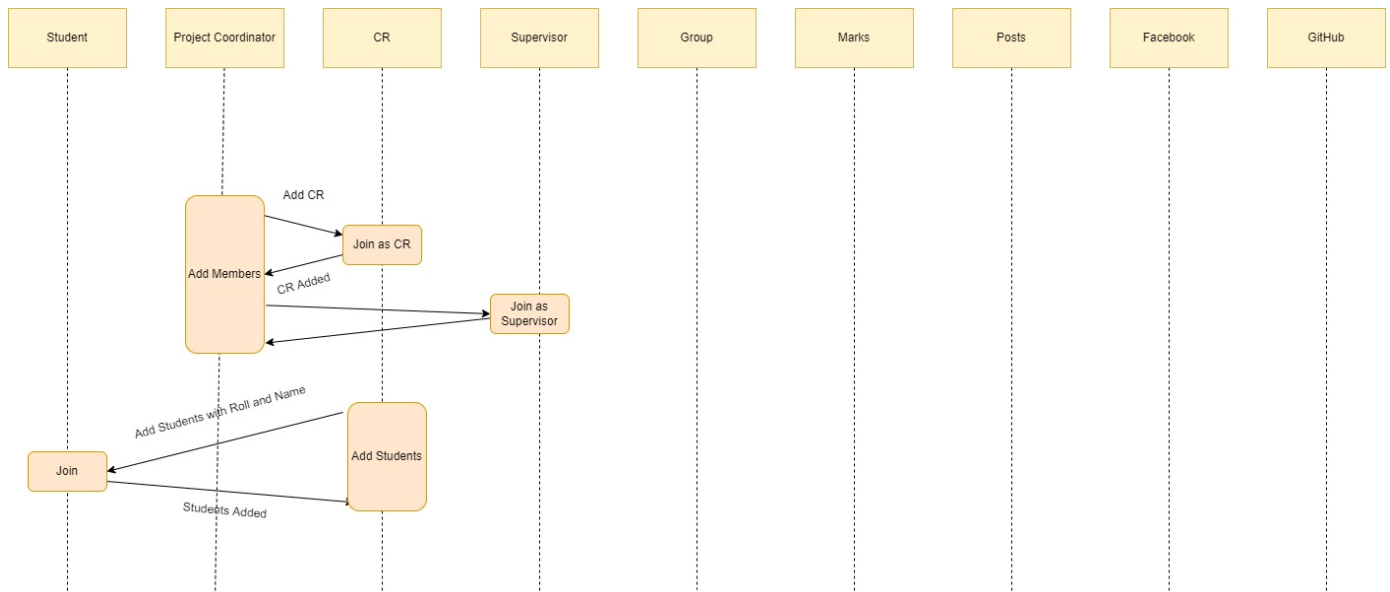 Student
Project Coordinator
CR
Supervisor
Group
Marks
Posts
Facebook
GitHub
Add CR
Join as CR
Add Members
CR Added
Join as
Supervisor
Add Students with Roll and Name
Add Students
Join
Students Added